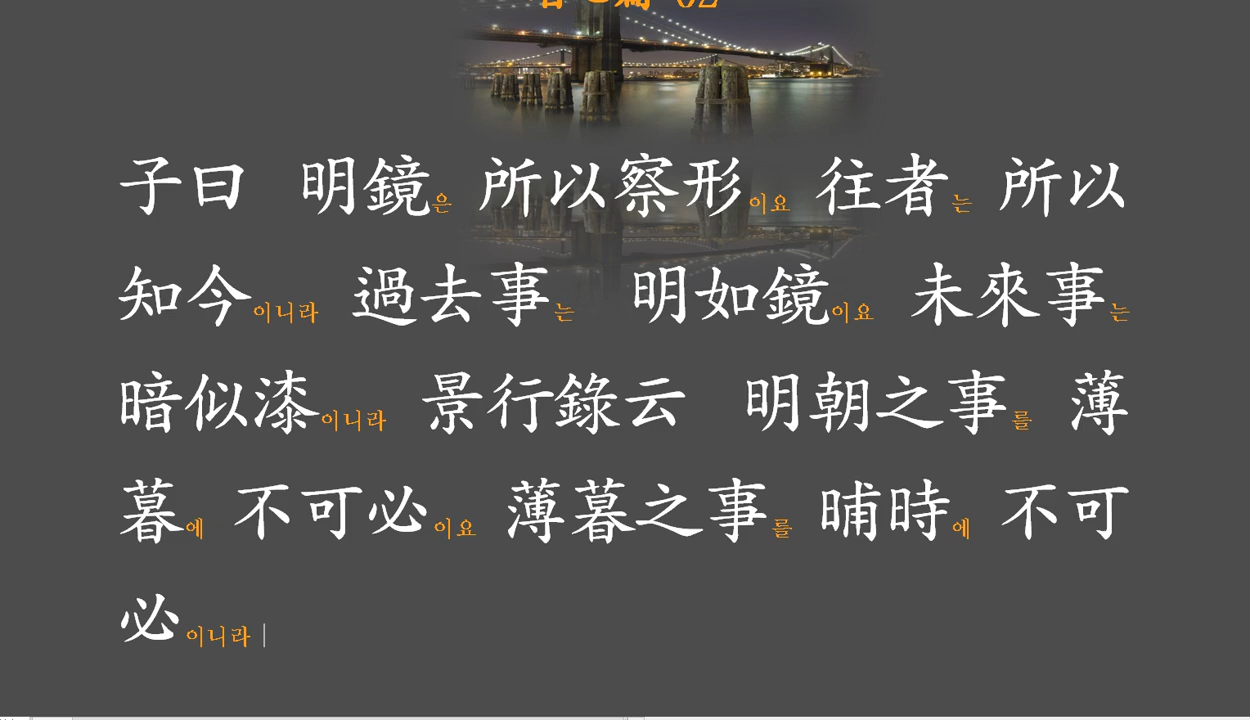 子曰 明鏡은 所以察形이요 往者는 所以
知今이니라 過去事는 明如鏡이요 未來事는
暗似漆이니라 景行錄云 明朝之事를 薄
暮에 不可必이요 薄暮之事를 晡時에 不可
必이니라